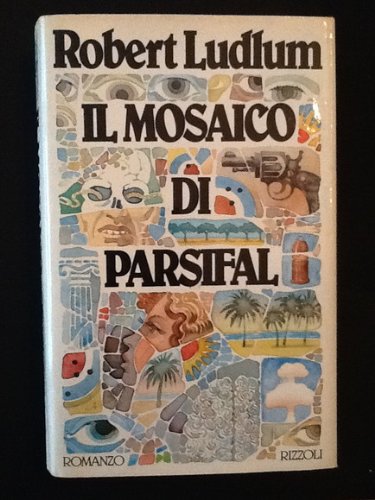 Robert Ludlum
IL MOSAICO
DI
PARSIFAL
ROMANZO RIZZOLI